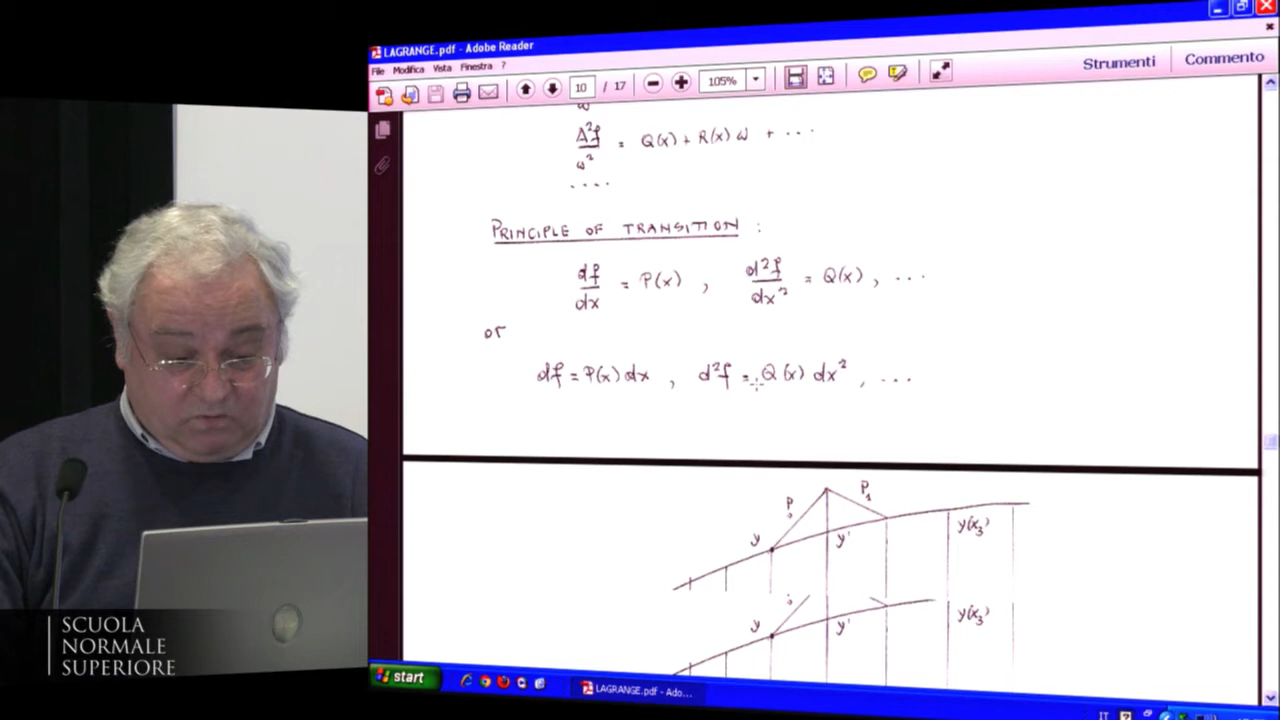 LAGRANGE.pdf - Adobe Reader
File Modifica Vista Finestra ?
10 / 17 105% Strumenti Commento
ω
Δ²f/ω² = Q(x) + R(x) ω + ...
....
PRINCIPLE OF TRANSITION :
df/dx = P(x) , d²f/dx² = Q(x) , ...
or
df = P(x) dx , d²f = Q(x) dx² , ...
P P₁
y y' y(x₃)
y y' y(x₃)
SCUOLA
NORMALE
SUPERIORE
start LAGRANGE.pdf - Ado... IT